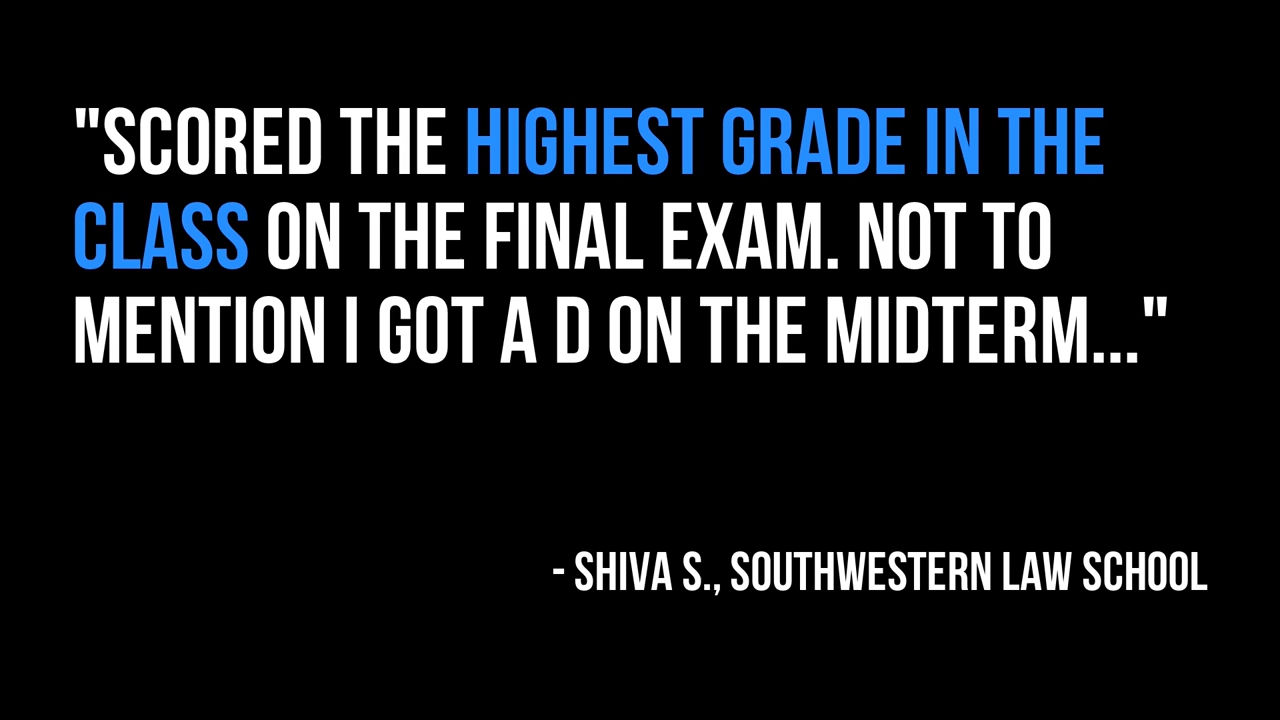 "SCORED THE HIGHEST GRADE IN THE
CLASS ON THE FINAL EXAM. NOT TO
MENTION I GOT A D ON THE MIDTERM..."
- SHIVA S., SOUTHWESTERN LAW SCHOOL